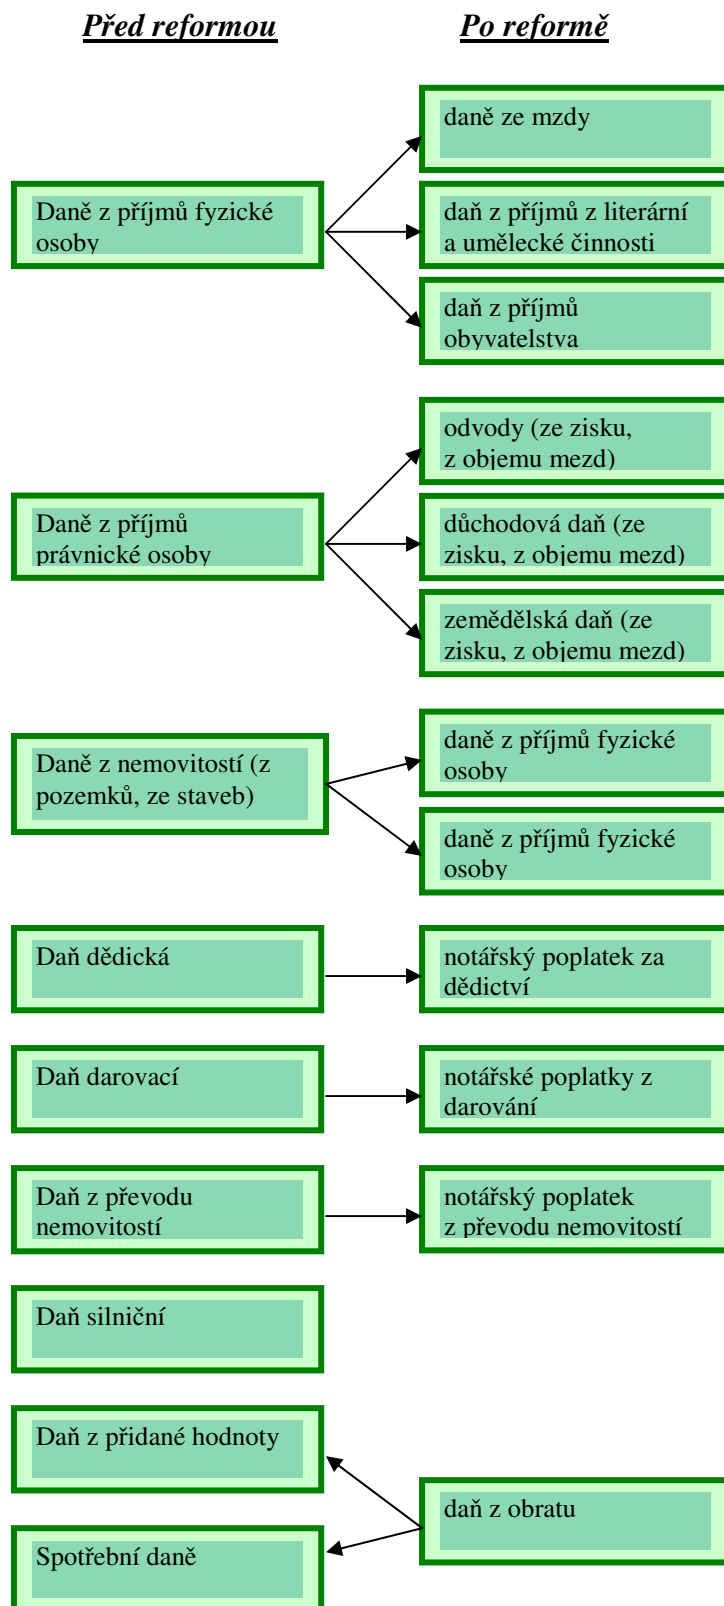 Před reformou
Po reformě
daně ze mzdy
Daně z příjmů fyzické
osoby
daň z příjmů z literární
a umělecké činnosti
daň z příjmů
obyvatelstva
odvody (ze zisku,
z objemu mezd)
Daně z příjmů
právnické osoby
důchodová daň (ze
zisku, z objemu mezd)
zemědělská daň (ze
zisku, z objemu mezd)
Daně z nemovitostí (z
pozemků, ze staveb)
daně z příjmů fyzické
osoby
daně z příjmů fyzické
osoby
Daň dědická
notářský poplatek za
dědictví
Daň darovací
notářské poplatky z
darování
Daň z převodu
nemovitostí
notářský poplatek
z převodu nemovitostí
Daň silniční
Daň z přidané hodnoty
daň z obratu
Spotřební daně